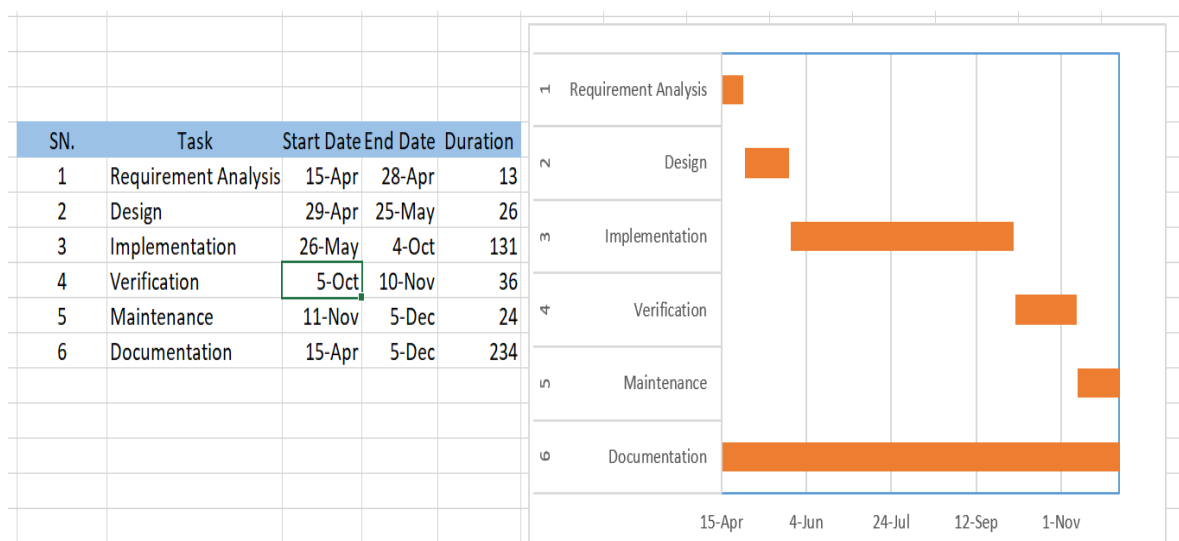 SN. Task Start Date End Date Duration
1 Requirement Analysis 15-Apr 28-Apr 13
2 Design 29-Apr 25-May 26
3 Implementation 26-May 4-Oct 131
4 Verification 5-Oct 10-Nov 36
5 Maintenance 11-Nov 5-Dec 24
6 Documentation 15-Apr 5-Dec 234
1 Requirement Analysis
2 Design
3 Implementation
4 Verification
5 Maintenance
6 Documentation
15-Apr 4-Jun 24-Jul 12-Sep 1-Nov